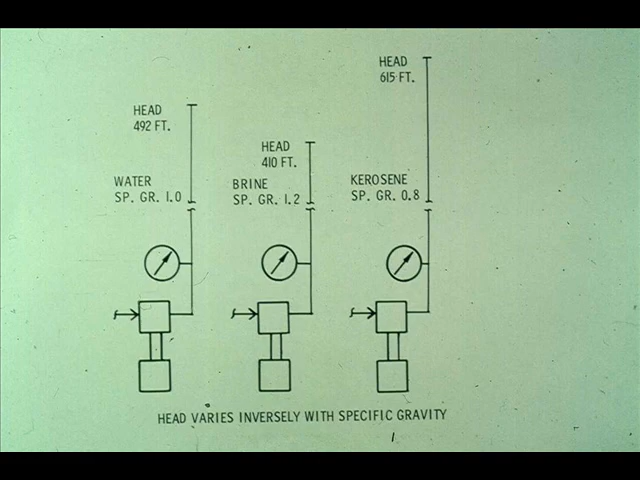 HEAD
615 FT.
HEAD
492 FT.
HEAD
410 FT.
WATER
SP. GR. 1.0
BRINE
SP. GR. 1.2
KEROSENE
SP. GR. 0.8
HEAD VARIES INVERSELY WITH SPECIFIC GRAVITY